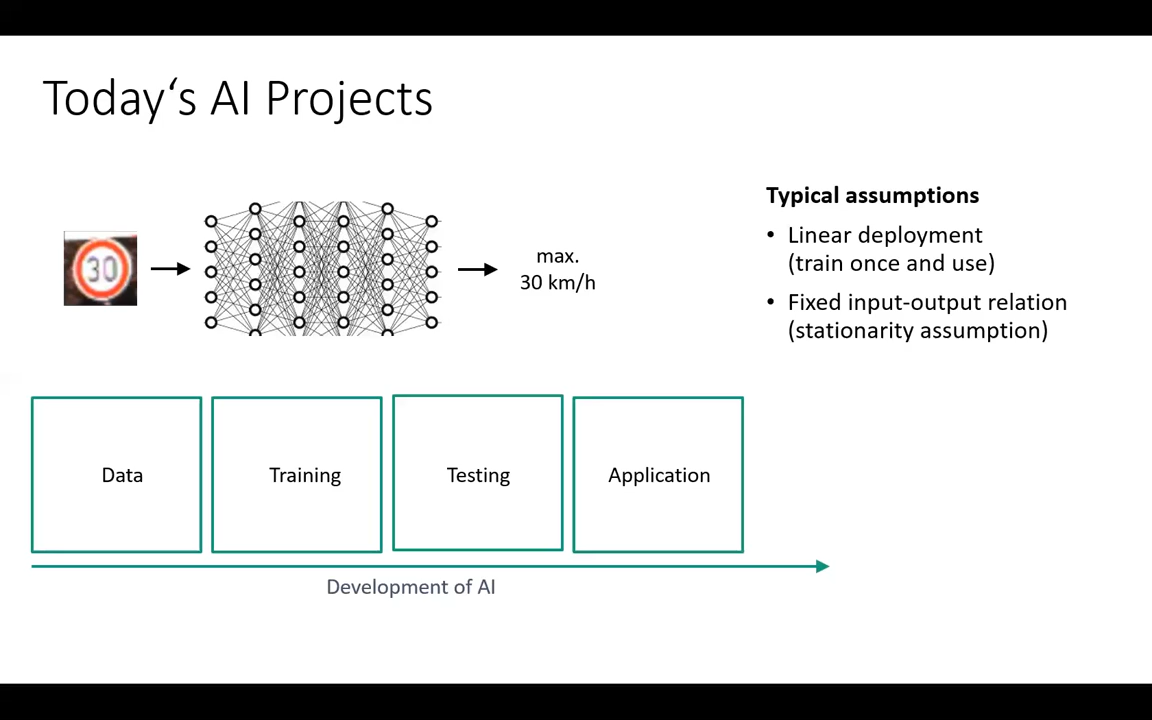 Today‘s AI Projects
30
max.
30 km/h
Typical assumptions
• Linear deployment
(train once and use)
• Fixed input-output relation
(stationarity assumption)
Data
Training
Testing
Application
Development of AI